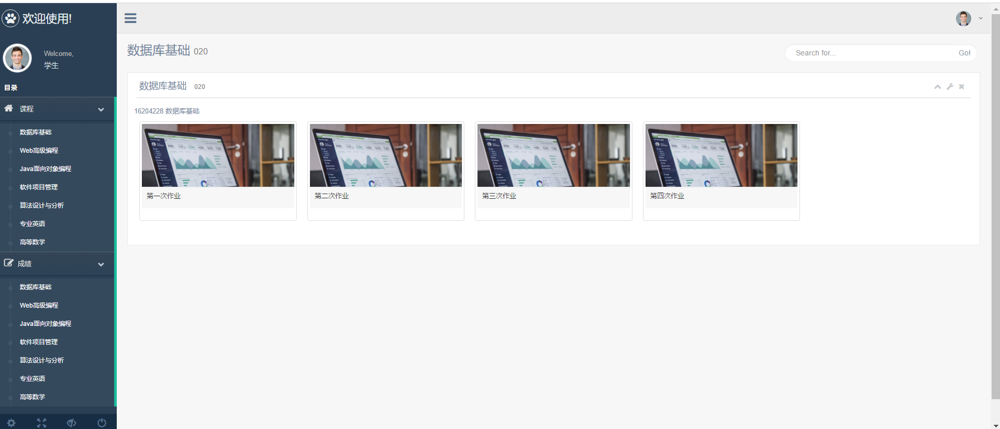 欢迎使用!
Welcome,
学生
目录
课程
数据库基础
Web高级编程
Java面向对象编程
软件项目管理
算法设计与分析
专业英语
高等数学
成绩
数据库基础
Web高级编程
Java面向对象编程
软件项目管理
算法设计与分析
专业英语
高等数学
数据库基础 020
Search for... Go!
数据库基础 020
16204228 数据库基础
第一次作业
第二次作业
第三次作业
第四次作业